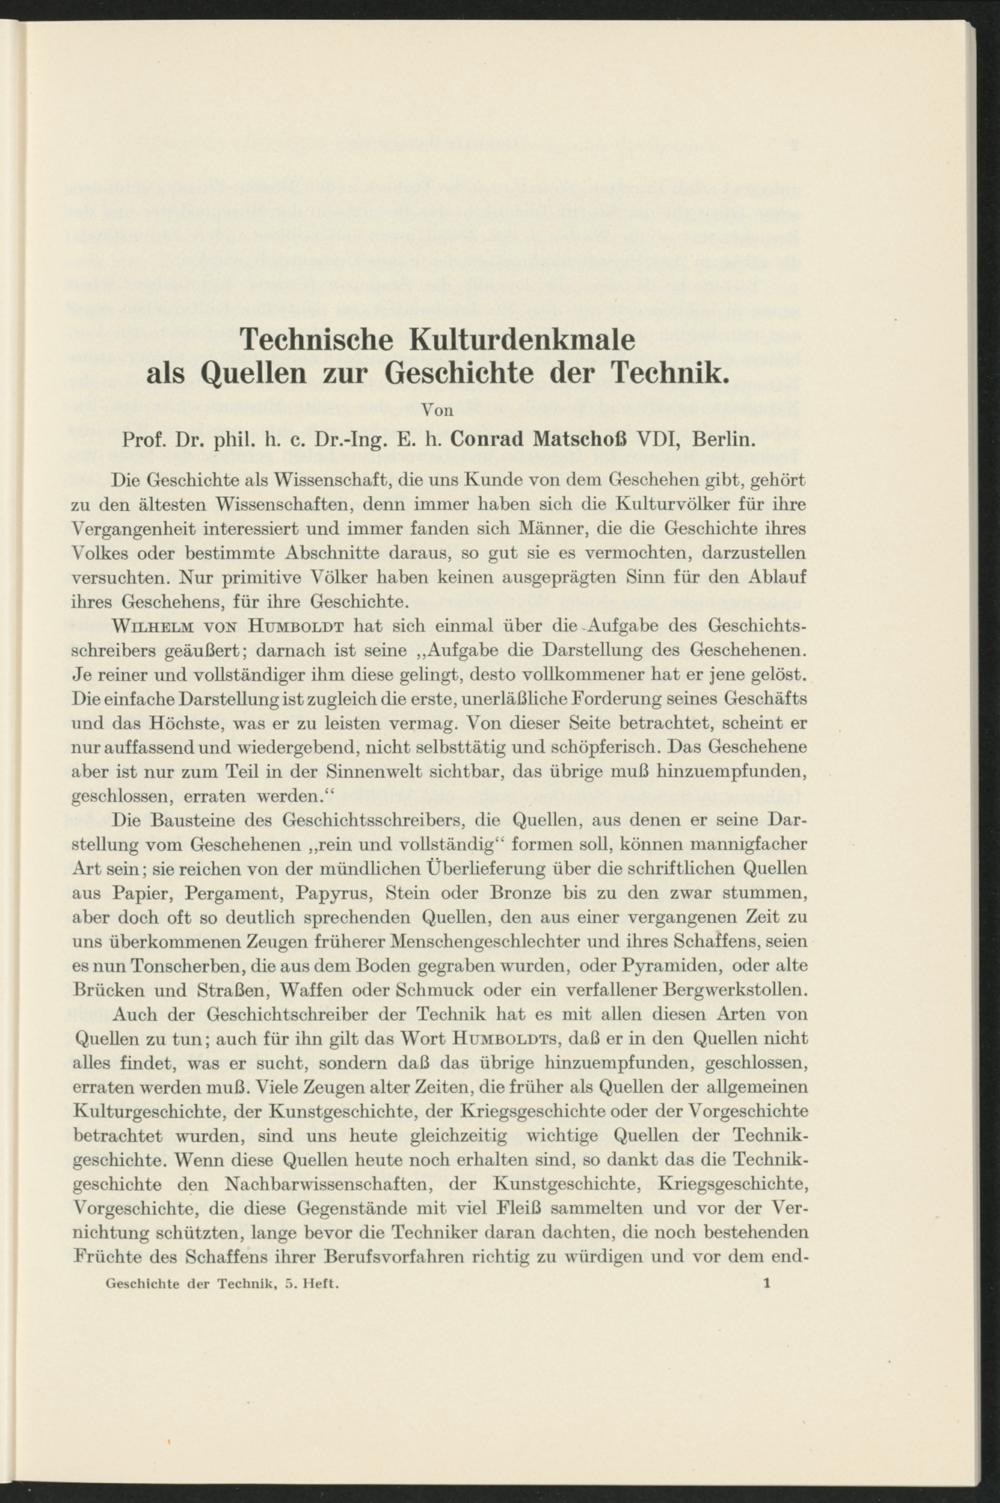 Technische Kulturdenkmale
als Quellen zur Geschichte der Technik.
Von
Prof. Dr. phil. h. c. Dr.-Ing. E. h. Conrad Matschoß VDI, Berlin.
Die Geschichte als Wissenschaft, die uns Kunde von dem Geschehen gibt, gehört
zu den ältesten Wissenschaften, denn immer haben sich die Kulturvölker für ihre
Vergangenheit interessiert und immer fanden sich Männer, die die Geschichte ihres
Volkes oder bestimmte Abschnitte daraus, so gut sie es vermochten, darzustellen
versuchten. Nur primitive Völker haben keinen ausgeprägten Sinn für den Ablauf
ihres Geschehens, für ihre Geschichte.
WILHELM VON HUMBOLDT hat sich einmal über die Aufgabe des Geschichts-
schreibers geäußert; darnach ist seine „Aufgabe die Darstellung des Geschehenen.
Je reiner und vollständiger ihm diese gelingt, desto vollkommener hat er jene gelöst.
Die einfache Darstellung ist zugleich die erste, unerläßliche Forderung seines Geschäfts
und das Höchste, was er zu leisten vermag. Von dieser Seite betrachtet, scheint er
nur auffassend und wiedergebend, nicht selbsttätig und schöpferisch. Das Geschehene
aber ist nur zum Teil in der Sinnenwelt sichtbar, das übrige muß hinzuempfunden,
geschlossen, erraten werden.“
Die Bausteine des Geschichtsschreibers, die Quellen, aus denen er seine Dar-
stellung vom Geschehenen „rein und vollständig“ formen soll, können mannigfacher
Art sein; sie reichen von der mündlichen Überlieferung über die schriftlichen Quellen
aus Papier, Pergament, Papyrus, Stein oder Bronze bis zu den zwar stummen,
aber doch oft so deutlich sprechenden Quellen, den aus einer vergangenen Zeit zu
uns überkommenen Zeugen früherer Menschengeschlechter und ihres Schaffens, seien
es nun Tonscherben, die aus dem Boden gegraben wurden, oder Pyramiden, oder alte
Brücken und Straßen, Waffen oder Schmuck oder ein verfallener Bergwerkstollen.
Auch der Geschichtschreiber der Technik hat es mit allen diesen Arten von
Quellen zu tun; auch für ihn gilt das Wort HUMBOLDTS, daß er in den Quellen nicht
alles findet, was er sucht, sondern daß das übrige hinzuempfunden, geschlossen,
erraten werden muß. Viele Zeugen alter Zeiten, die früher als Quellen der allgemeinen
Kulturgeschichte, der Kunstgeschichte, der Kriegsgeschichte oder der Vorgeschichte
betrachtet wurden, sind uns heute gleichzeitig wichtige Quellen der Technik-
geschichte. Wenn diese Quellen heute noch erhalten sind, so dankt das die Technik-
geschichte den Nachbarwissenschaften, der Kunstgeschichte, Kriegsgeschichte,
Vorgeschichte, die diese Gegenstände mit viel Fleiß sammelten und vor der Ver-
nichtung schützten, lange bevor die Techniker daran dachten, die noch bestehenden
Früchte des Schaffens ihrer Berufsvorfahren richtig zu würdigen und vor dem end-
Geschichte der Technik, 5. Heft. 1